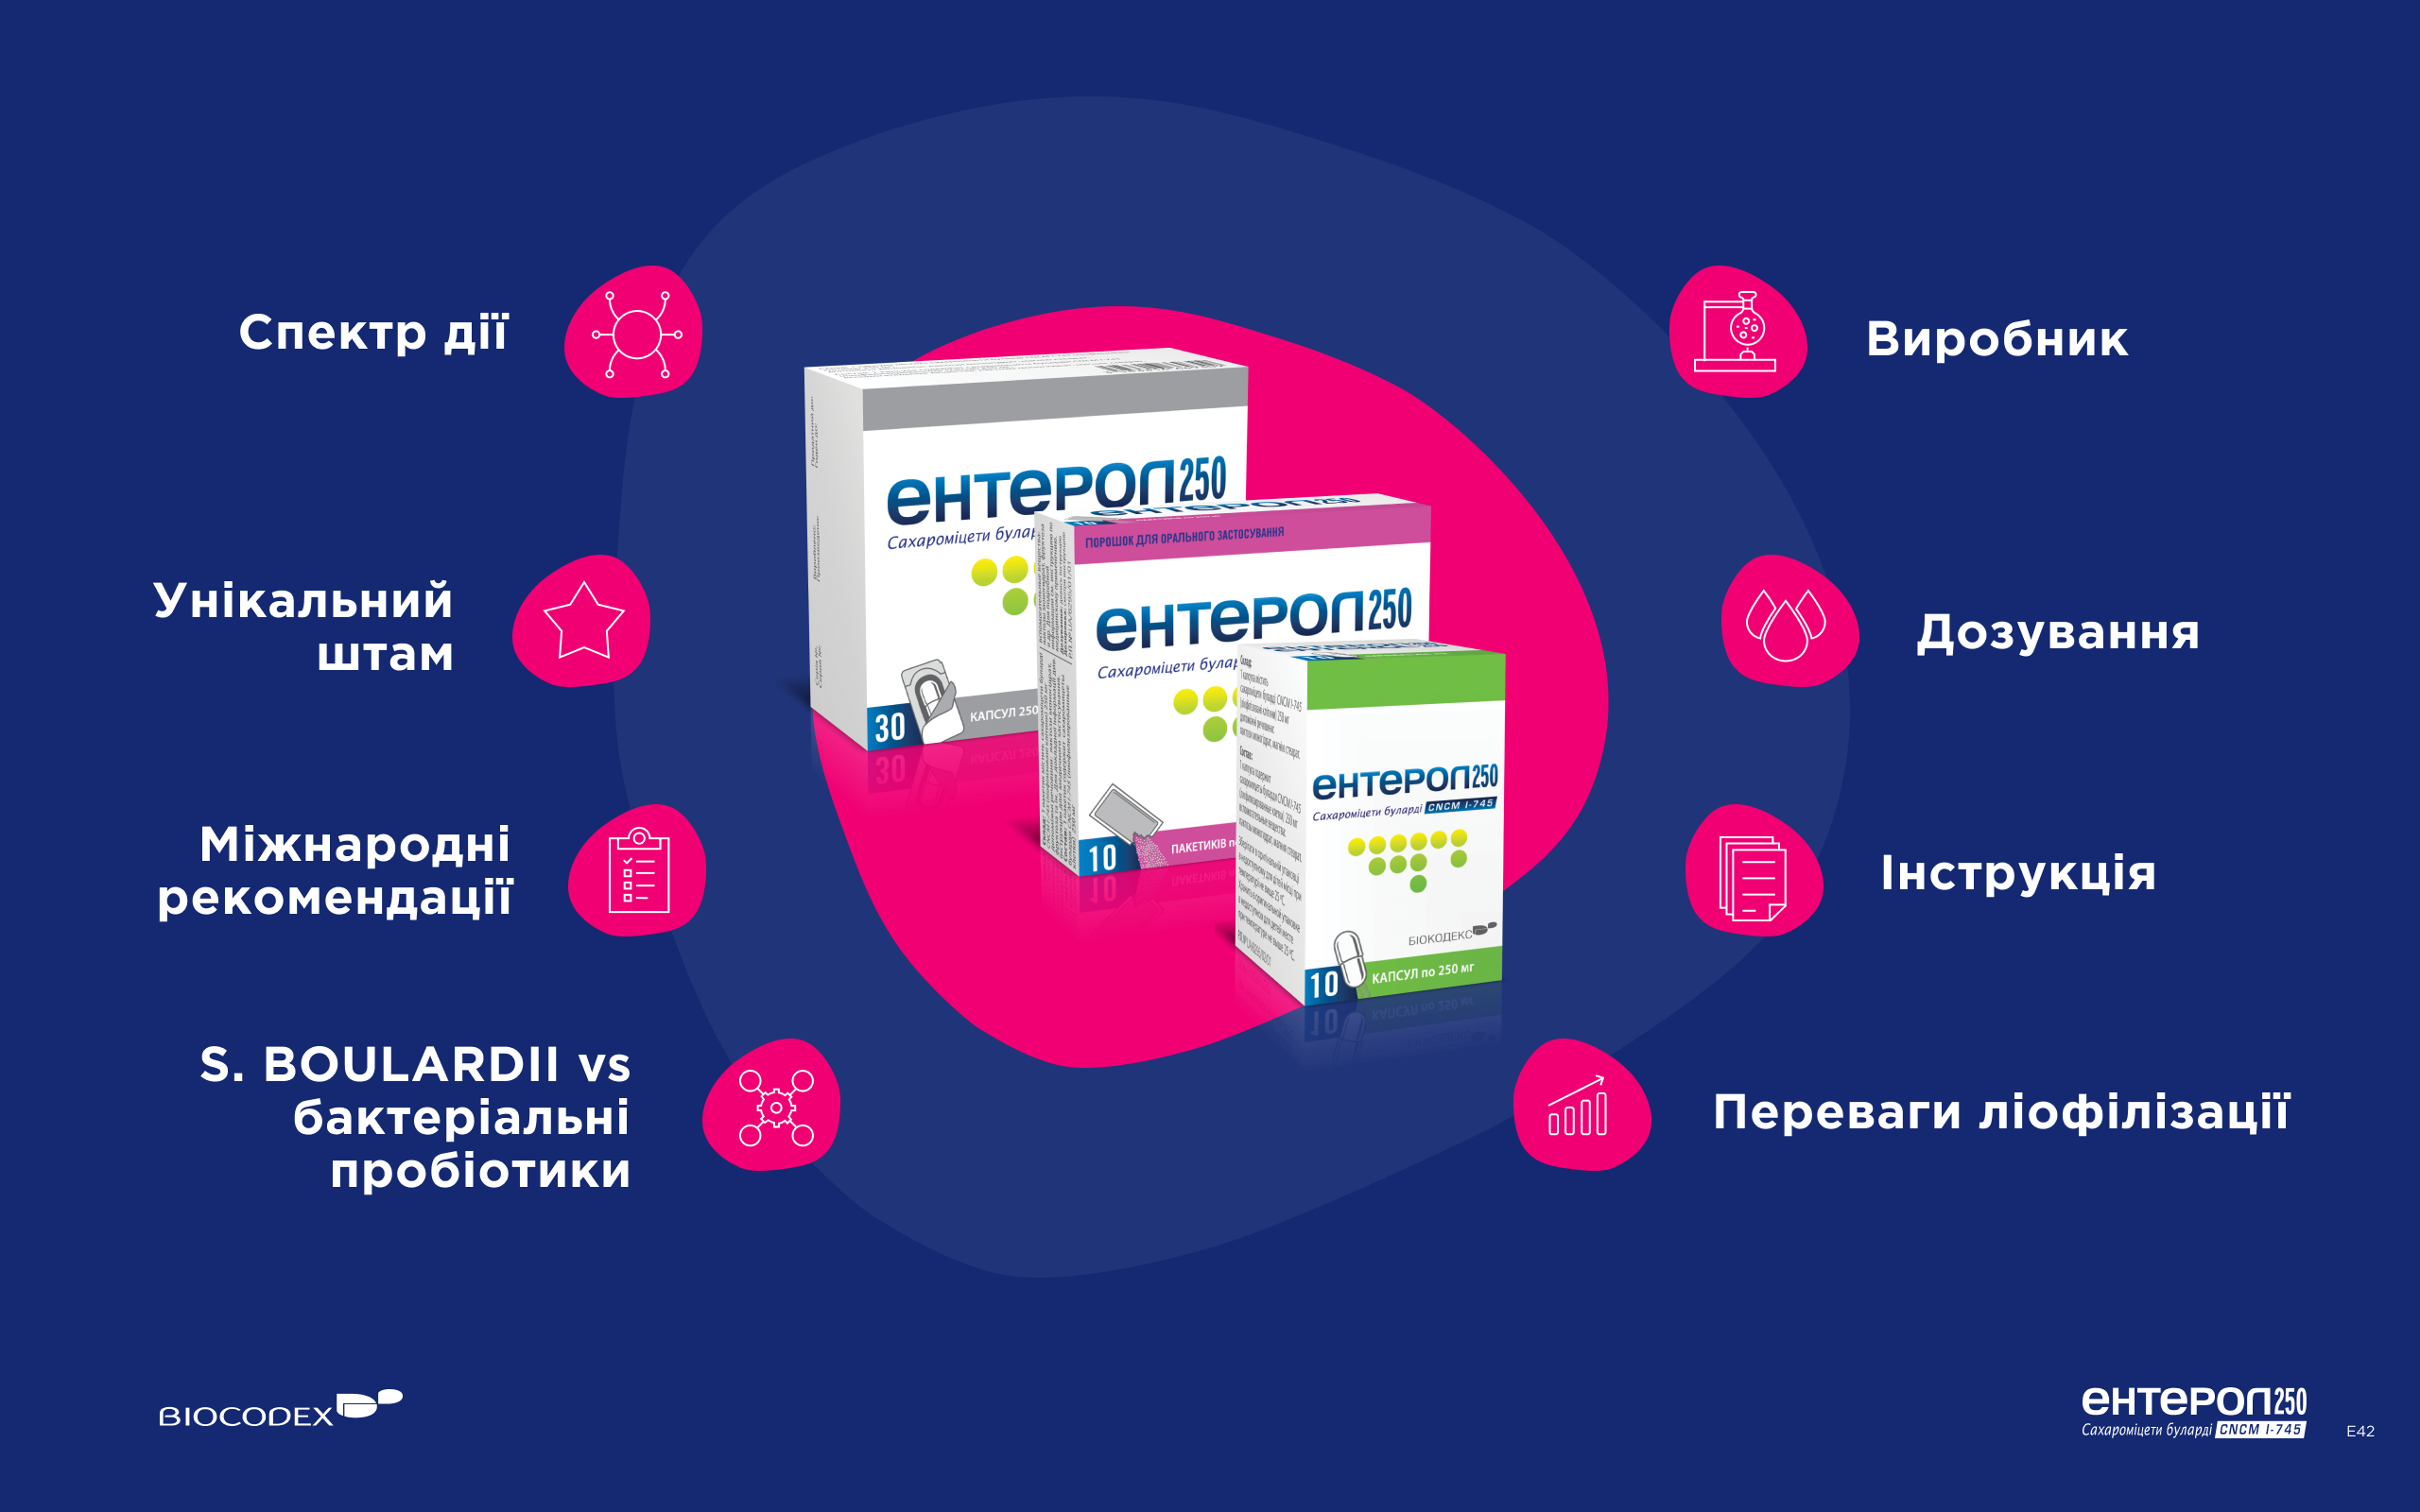 Спектр дії
Унікальний
штам
Міжнародні
рекомендації
S. BOULARDII vs
бактеріальні
пробіотики
ентерол250
Сахароміцети булар
30
КАПСУЛ 250
ПОРОШОК ДЛЯ ОРАЛЬНОГО ЗАСТОСУВАННЯ
ентерол250
Сахароміцети булар
10
ПАКЕТИКІВ
ентерол250
Сахароміцети буларді CNCM I-745
БІОКОДЕКС
10
КАПСУЛ по 250 мг
Виробник
Дозування
Інструкція
Переваги ліофілізації
BIOCODEX
ентерол250
Сахароміцети буларді CNCM I-745
E42